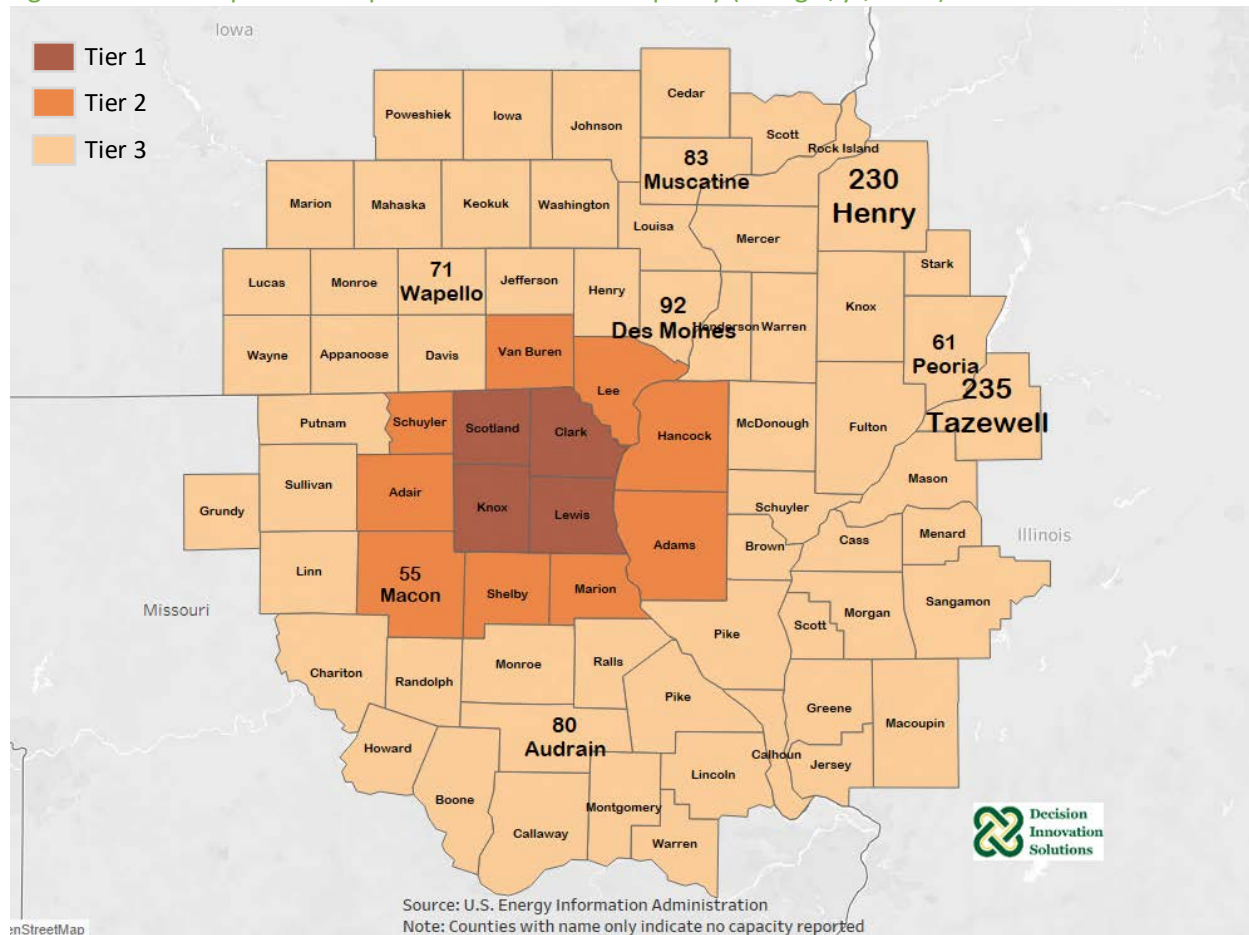 Iowa
Tier 1
Tier 2
Tier 3
Cedar
Poweshiek
Iowa
Johnson
Scott
Rock Island
83
Muscatine
230
Henry
Marion
Mahaska
Keokuk
Washington
Louisa
Mercer
Stark
Lucas
Monroe
71
Wapello
Jefferson
Henry
92
Des Moines
Henderson
Warren
Knox
61
Peoria
235
Tazewell
Wayne
Appanoose
Davis
Van Buren
Lee
Putnam
Schuyler
Scotland
Clark
Hancock
McDonough
Fulton
Mason
Grundy
Sullivan
Adair
Knox
Lewis
Adams
Schuyler
Brown
Cass
Menard
Illinois
Linn
55
Macon
Shelby
Marion
Missouri
Pike
Scott
Morgan
Sangamon
Chariton
Randolph
Monroe
Ralls
Pike
Greene
Macoupin
Howard
80
Audrain
Calhoun
Jersey
Lincoln
Boone
Callaway
Montgomery
Warren
Decision
Innovation
Solutions
Source: U.S. Energy Information Administration
Note: Counties with name only indicate no capacity reported
enStreetMap